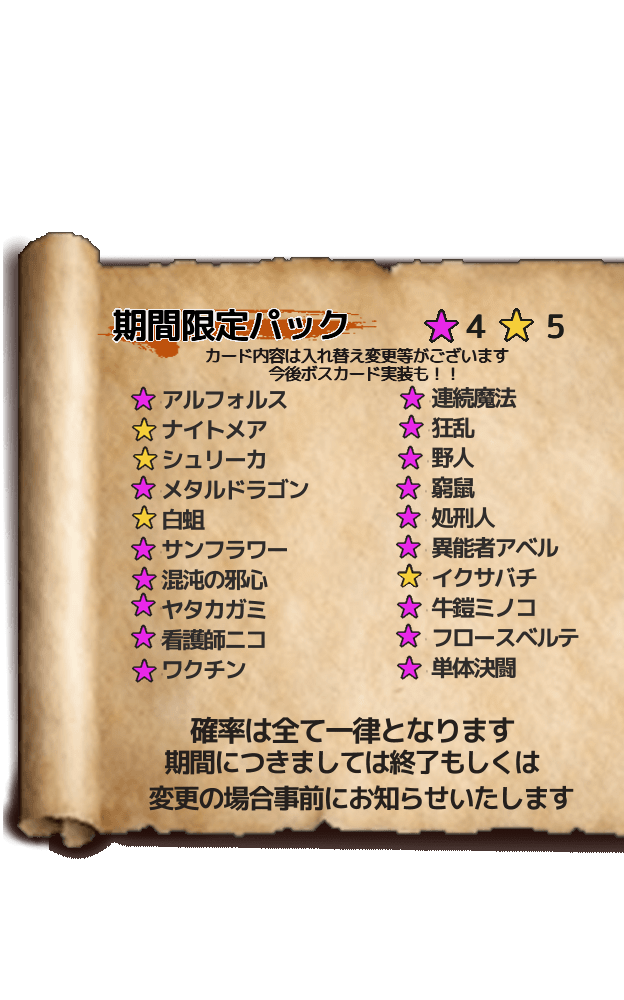 期間限定パック ★4 ★5
カード内容は入れ替え変更等がございます
今後ボスカード実装も！！
★アルフォルス
★ナイトメア
★シュリーカ
★メタルドラゴン
★白蛆
★サンフラワー
★混沌の邪心
★ヤタカガミ
★看護師ニコ
★ワクチン
★連続魔法
★狂乱
★野人
★窮鼠
★処刑人
★異能者アベル
★イクサバチ
★牛鎧ミノコ
★フロースベルテ
★単体決闘
確率は全て一律となります
期間につきましては終了もしくは
変更の場合事前にお知らせいたします